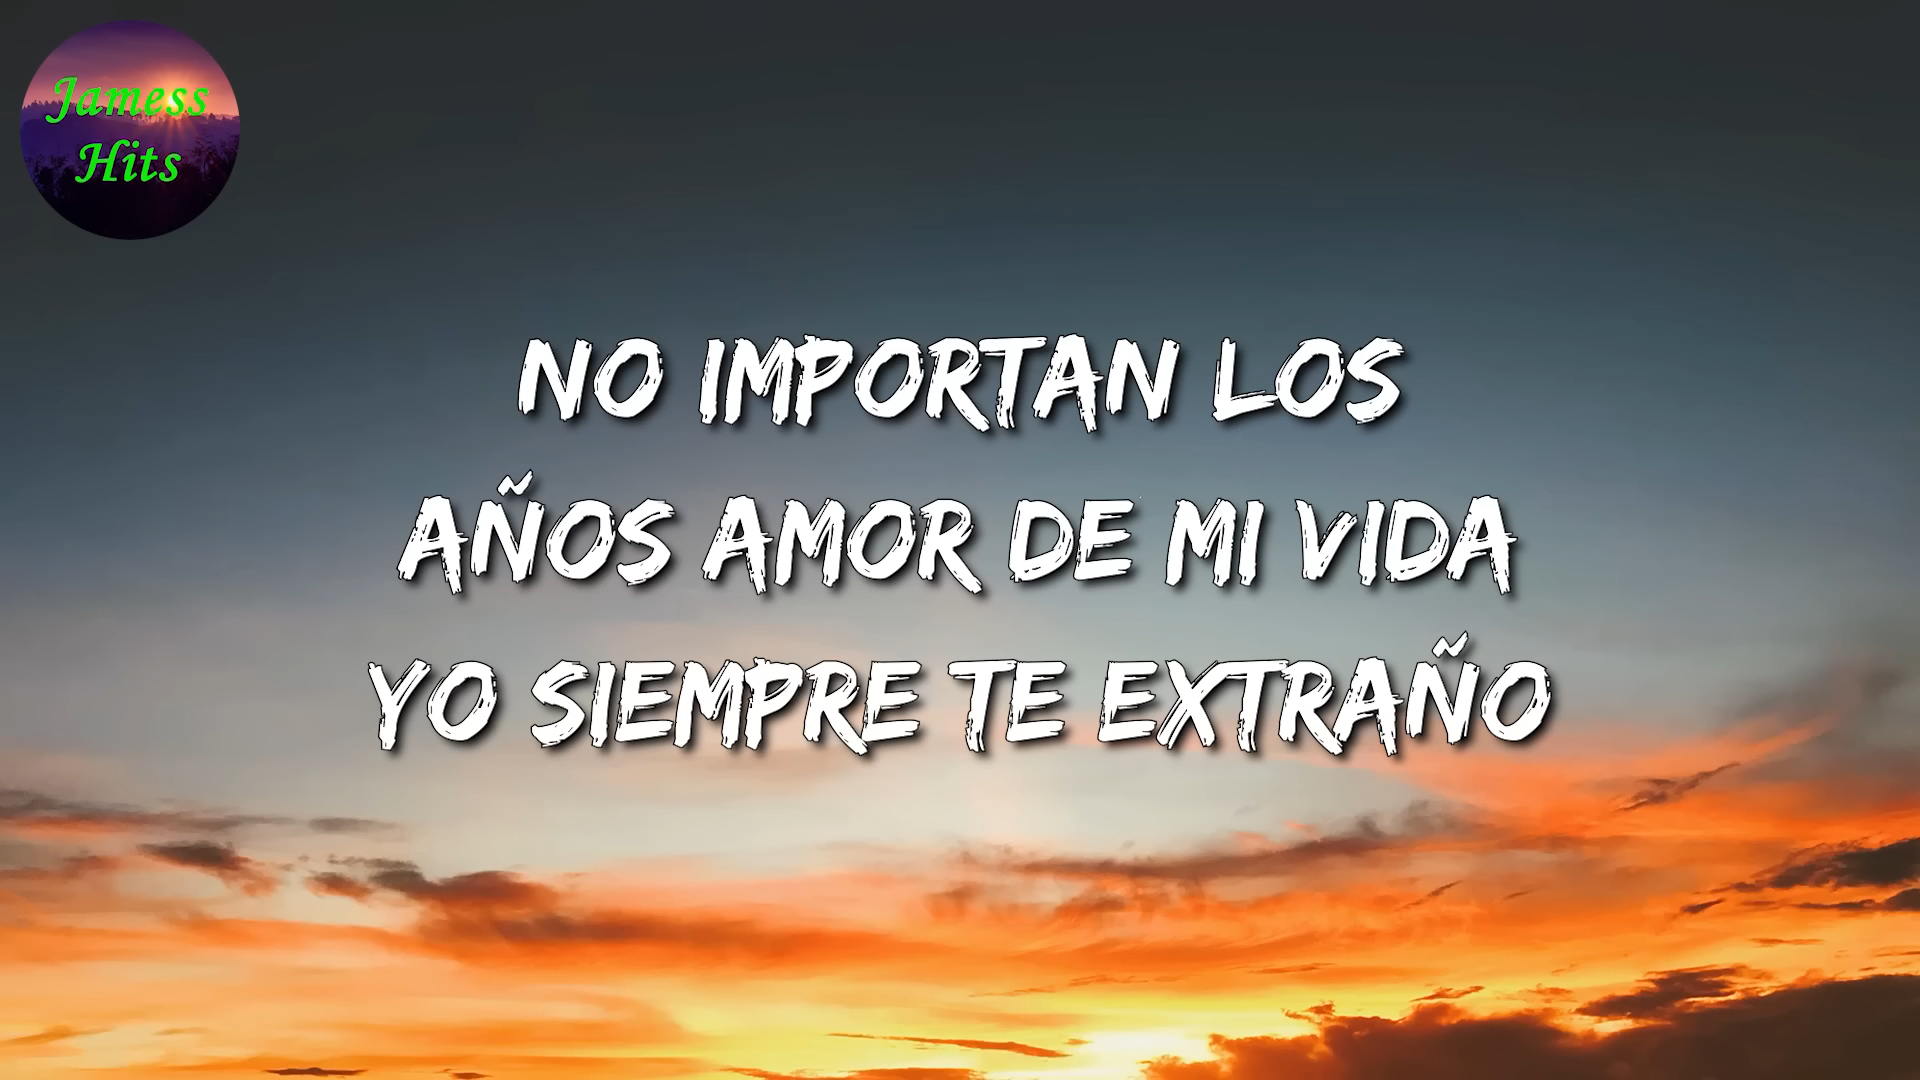 Jamess
Hits
NO IMPORTAN LOS
AÑOS AMOR DE MI VIDA
YO SIEMPRE TE EXTRAÑO